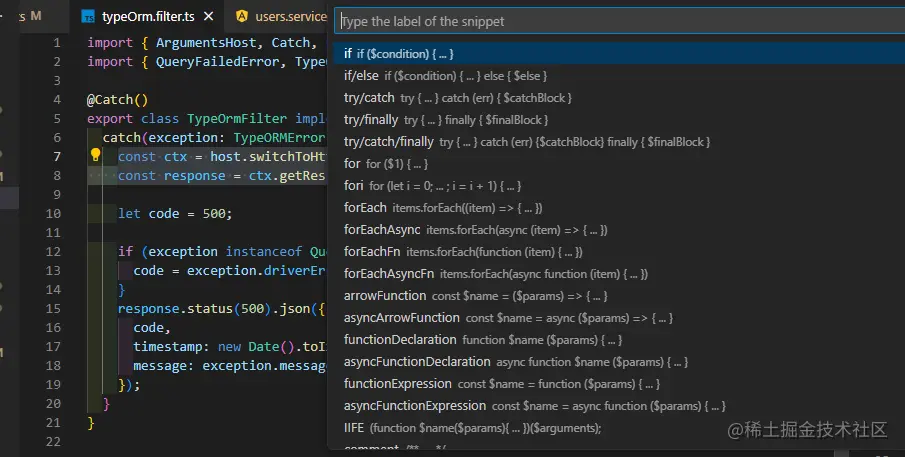 ts M
TS typeOrm.filter.ts ×
users.service
Type the label of the snippet
1 import { ArgumentsHost, Catch,
2 import { QueryFailedError, Type
3
4 @Catch()
5 export class TypeOrmFilter imple
6 catch(exception: TypeORMError
7 const ctx = host.switchToHt
8 const response = ctx.getRes
9
10 let code = 500;
11
12 if (exception instanceof Qu
13 code = exception.driverEr
14 }
15 response.status(500).json({
16 code,
17 timestamp: new Date().toI
18 message: exception.message
19 });
20 }
21 }
22
if if ($condition) { ... }
if/else if ($condition) { ... } else { $else }
try/catch try { ... } catch (err) { $catchBlock }
try/finally try { ... } finally { $finalBlock }
try/catch/finally try { ... } catch (err) {$catchBlock} finally { $finalBlock }
for for ($1) { ... }
fori for (let i = 0; ... ; i = i + 1) { ... }
forEach items.forEach((item) => { ... })
forEachAsync items.forEach(async (item) => { ... })
forEachFn items.forEach(function (item) { ... })
forEachAsyncFn items.forEach(async function (item) { ... })
arrowFunction const $name = ($params) => { ... }
asyncArrowFunction const $name = async ($params) => { ... }
functionDeclaration function $name ($params) { ... }
asyncFunctionDeclaration async function $name ($params) { ... }
functionExpression const $name = function ($params) { ... }
asyncFunctionExpression const $name = async function ($params) { ... }
IIFE (function $name($params){ ... })($arguments);
@稀土掘金技术社区